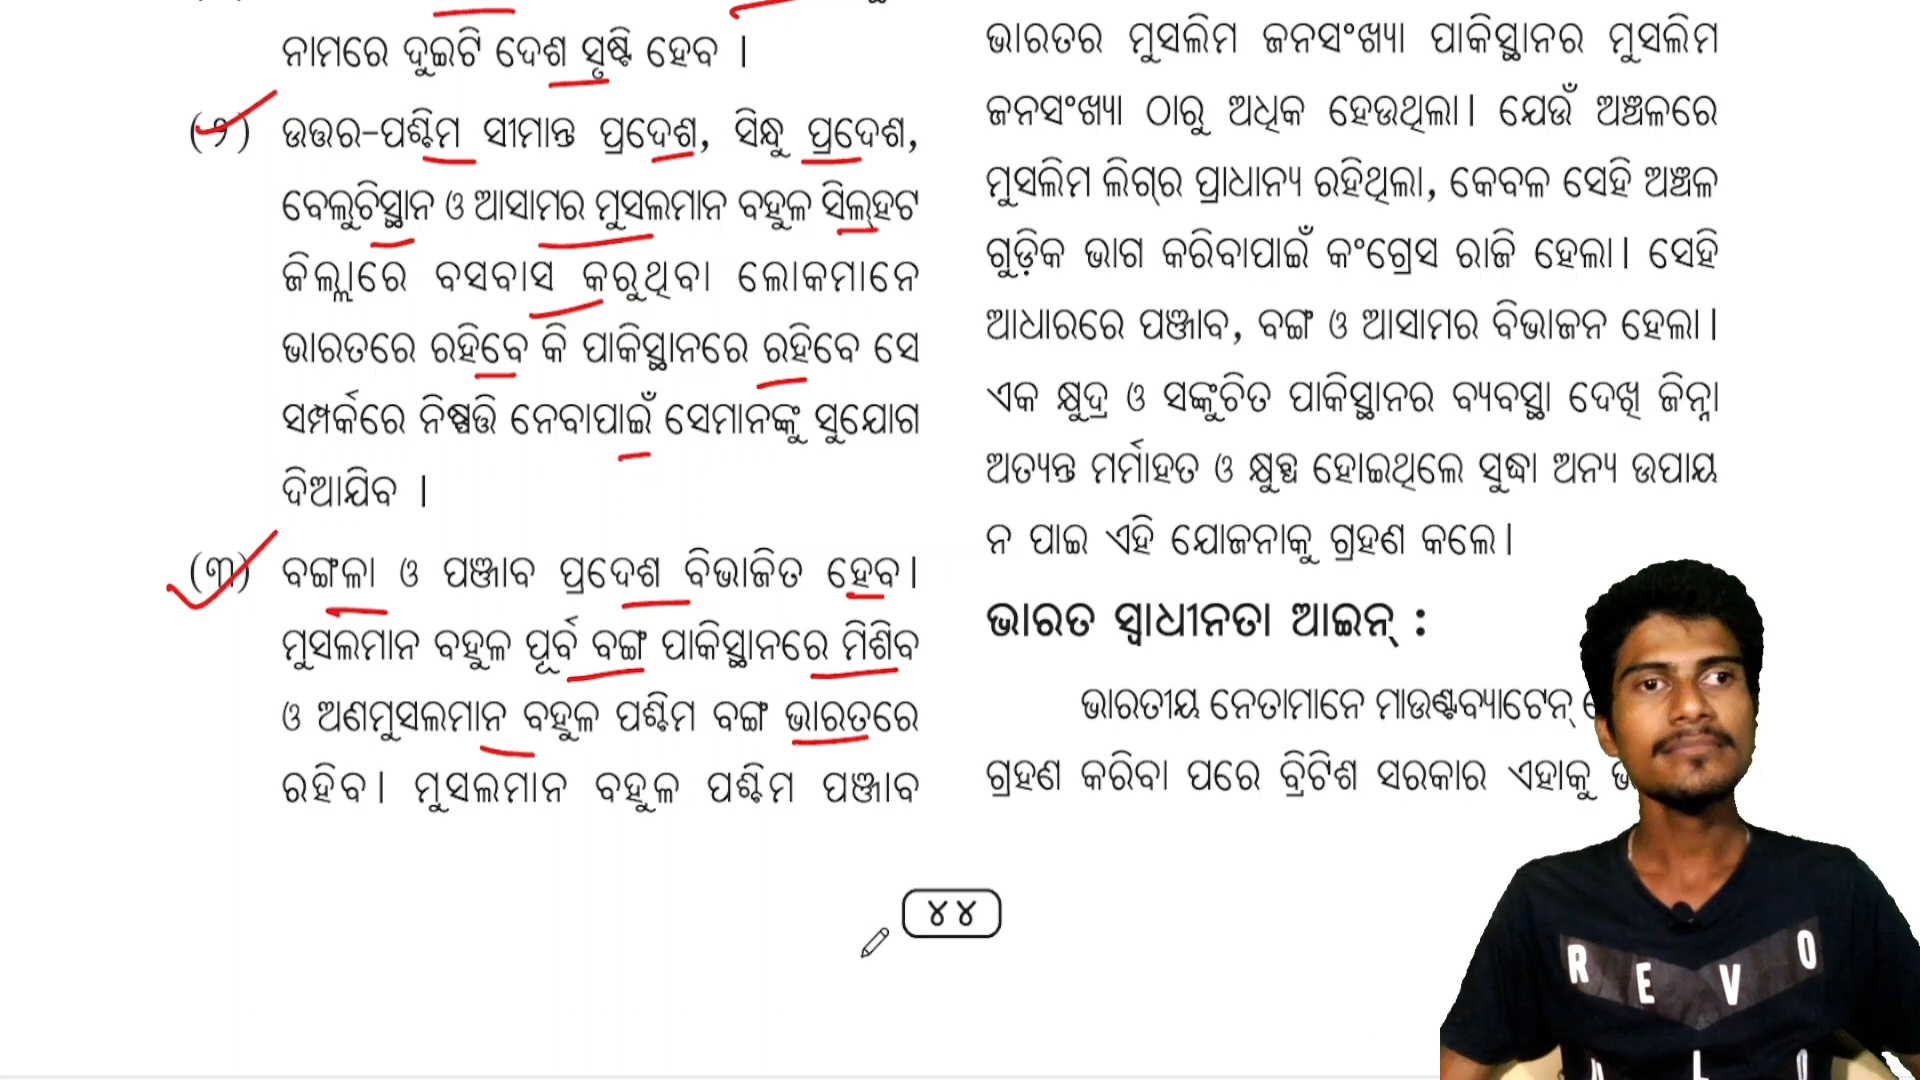 ନାମରେ ଦୁଇଟି ଦେଶ ସୃଷ୍ଟି ହେବ ।
(୨) ଉତ୍ତର-ପଶ୍ଚିମ ସୀମାନ୍ତ ପ୍ରଦେଶ, ସିନ୍ଧୁ ପ୍ରଦେଶ,
ବେଲୁଚିସ୍ଥାନ ଓ ଆସାମର ମୁସଲମାନ ବହୁଳ ସିଲ୍‌ହଟ
ଜିଲ୍ଲାରେ ବସବାସ କରୁଥିବା ଲୋକମାନେ
ଭାରତରେ ରହିବେ କି ପାକିସ୍ଥାନରେ ରହିବେ ସେ
ସମ୍ପର୍କରେ ନିଷ୍ପତ୍ତି ନେବାପାଇଁ ସେମାନଙ୍କୁ ସୁଯୋଗ
ଦିଆଯିବ ।
(୩) ବଙ୍ଗଳା ଓ ପଞ୍ଜାବ ପ୍ରଦେଶ ବିଭାଜିତ ହେବ।
ମୁସଲମାନ ବହୁଳ ପୂର୍ବ ବଙ୍ଗ ପାକିସ୍ଥାନରେ ମିଶିବ
ଓ ଅଣମୁସଲମାନ ବହୁଳ ପଶ୍ଚିମ ବଙ୍ଗ ଭାରତରେ
ରହିବ। ମୁସଲମାନ ବହୁଳ ପଶ୍ଚିମ ପଞ୍ଜାବ
ଭାରତର ମୁସଲିମ ଜନସଂଖ୍ୟା ପାକିସ୍ଥାନର ମୁସଲିମ
ଜନସଂଖ୍ୟା ଠାରୁ ଅଧିକ ହେଉଥିଲା। ଯେଉଁ ଅଞ୍ଚଳରେ
ମୁସଲିମ ଲିଗ୍‌ର ପ୍ରାଧାନ୍ୟ ରହିଥିଲା, କେବଳ ସେହି ଅଞ୍ଚଳ
ଗୁଡ଼ିକ ଭାଗ କରିବାପାଇଁ କଂଗ୍ରେସ ରାଜି ହେଲା। ସେହି
ଆଧାରରେ ପଞ୍ଜାବ, ବଙ୍ଗ ଓ ଆସାମର ବିଭାଜନ ହେଲା।
ଏକ କ୍ଷୁଦ୍ର ଓ ସଙ୍କୁଚିତ ପାକିସ୍ଥାନର ବ୍ୟବସ୍ଥା ଦେଖି ଜିନ୍ନା
ଅତ୍ୟନ୍ତ ମର୍ମାହତ ଓ କ୍ଷୁବ୍ଧ ହୋଇଥିଲେ ସୁଦ୍ଧା ଅନ୍ୟ ଉପାୟ
ନ ପାଇ ଏହି ଯୋଜନାକୁ ଗ୍ରହଣ କଲେ।
ଭାରତ ସ୍ୱାଧୀନତା ଆଇନ୍ :
ଭାରତୀୟ ନେତାମାନେ ମାଉଣ୍ଟବ୍ୟାଟେନ୍
ଗ୍ରହଣ କରିବା ପରେ ବ୍ରିଟିଶ ସରକାର ଏହାକୁ
୪୪
REVO